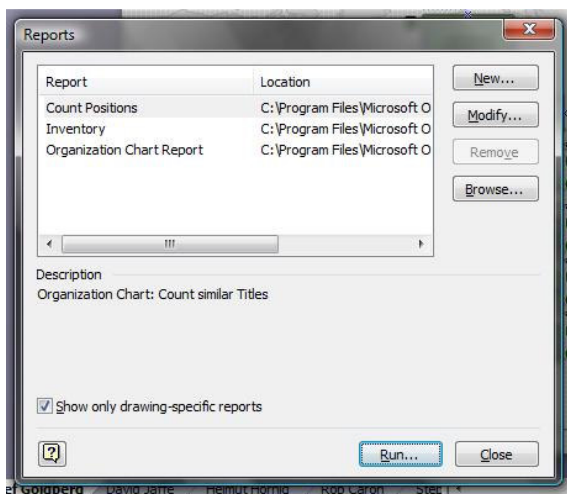 Reports
Report Location
New...
Count Positions C:\Program Files\Microsoft O
Modify...
Inventory C:\Program Files\Microsoft O
Organization Chart Report C:\Program Files\Microsoft O
Remove
Browse...
Description
Organization Chart: Count similar Titles
Show only drawing-specific reports
Run... Close
Goldberg David Jaffe Helmut Hornig Rob Caron